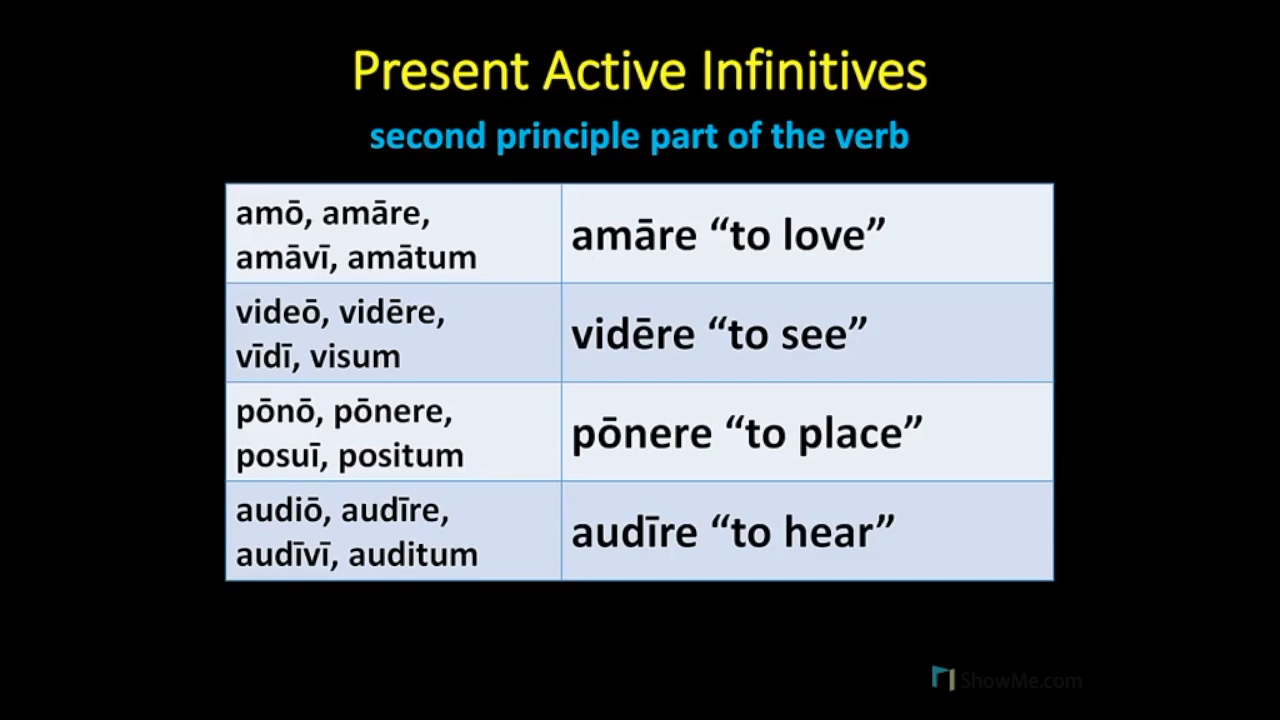 Present Active Infinitives
second principle part of the verb
amō, amāre,
amāvī, amātum
amāre “to love”
videō, vidēre,
vīdī, visum
vidēre “to see”
pōnō, pōnere,
posuī, positum
pōnere “to place”
audiō, audīre,
audīvī, auditum
audīre “to hear”
ShowMe.com